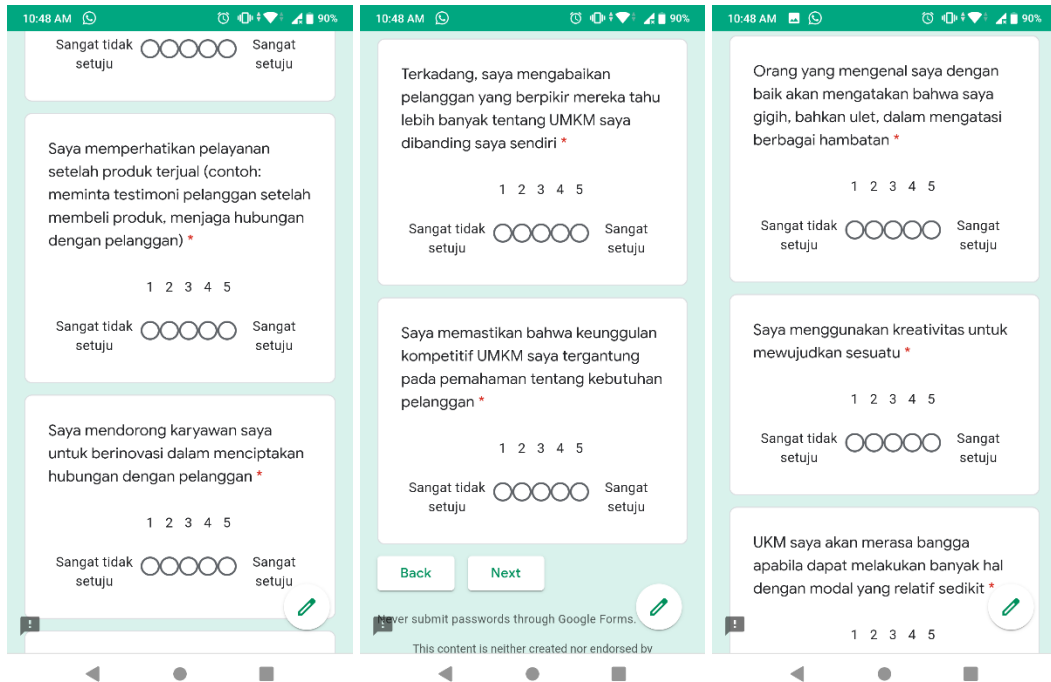 10:48 AM
90%
Sangat tidak setuju
Sangat setuju
Saya memperhatikan pelayanan
setelah produk terjual (contoh:
meminta testimoni pelanggan setelah
membeli produk, menjaga hubungan
dengan pelanggan) *
1 2 3 4 5
Sangat tidak setuju
Sangat setuju
Saya mendorong karyawan saya
untuk berinovasi dalam menciptakan
hubungan dengan pelanggan *
1 2 3 4 5
Sangat tidak setuju
Sangat setuju
10:48 AM
90%
Terkadang, saya mengabaikan
pelanggan yang berpikir mereka tahu
lebih banyak tentang UMKM saya
dibanding saya sendiri *
1 2 3 4 5
Sangat tidak setuju
Sangat setuju
Saya memastikan bahwa keunggulan
kompetitif UMKM saya tergantung
pada pemahaman tentang kebutuhan
pelanggan *
1 2 3 4 5
Sangat tidak setuju
Sangat setuju
Back
Next
Never submit passwords through Google Forms.
This content is neither created nor endorsed by
10:48 AM
90%
Orang yang mengenal saya dengan
baik akan mengatakan bahwa saya
gigih, bahkan ulet, dalam mengatasi
berbagai hambatan *
1 2 3 4 5
Sangat tidak setuju
Sangat setuju
Saya menggunakan kreativitas untuk
mewujudkan sesuatu *
1 2 3 4 5
Sangat tidak setuju
Sangat setuju
UKM saya akan merasa bangga
apabila dapat melakukan banyak hal
dengan modal yang relatif sedikit *
1 2 3 4 5